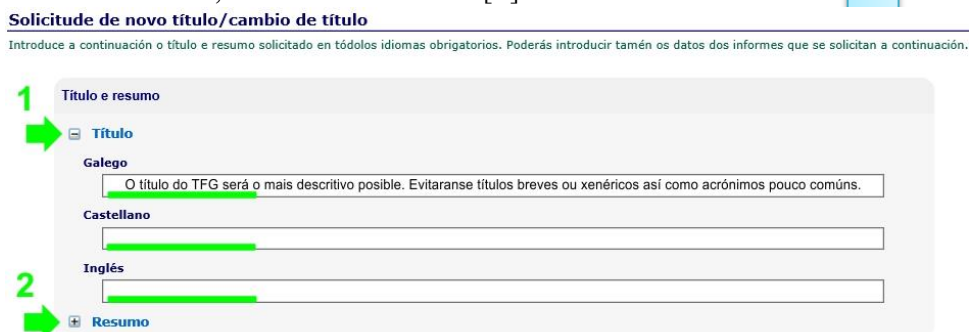 Solicitude de novo título/cambio de título
Introduce a continuación o título e resumo solicitado en tódolos idiomas obrigatorios. Poderás introducir tamén os datos dos informes que se solicitan a continuación.
1
Título e resumo
Título
Galego
O título do TFG será o mais descritivo posible. Evitaranse títulos breves ou xenéricos así como acrónimos pouco comúns.
Castellano
Inglés
2
Resumo